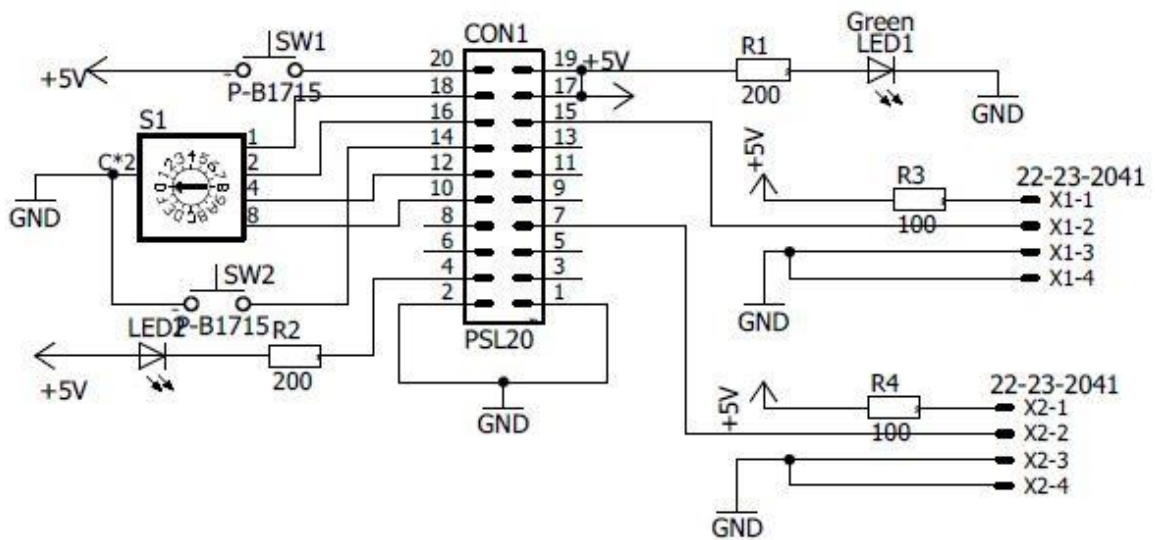 Green
LED1
CON1
SW1
+5V
P-B1715
20
19
+5V
R1
200
GND
18
17
16
15
14
13
12
11
10
9
8
7
6
5
4
3
2
1
PSL20
S1
C*2
0123456789ABCDEF
1
2
4
8
GND
SW2
P-B1715
LED2
R2
200
+5V
GND
+5V
R3
100
22-23-2041
X1-1
X1-2
X1-3
X1-4
GND
+5V
R4
100
22-23-2041
X2-1
X2-2
X2-3
X2-4
GND